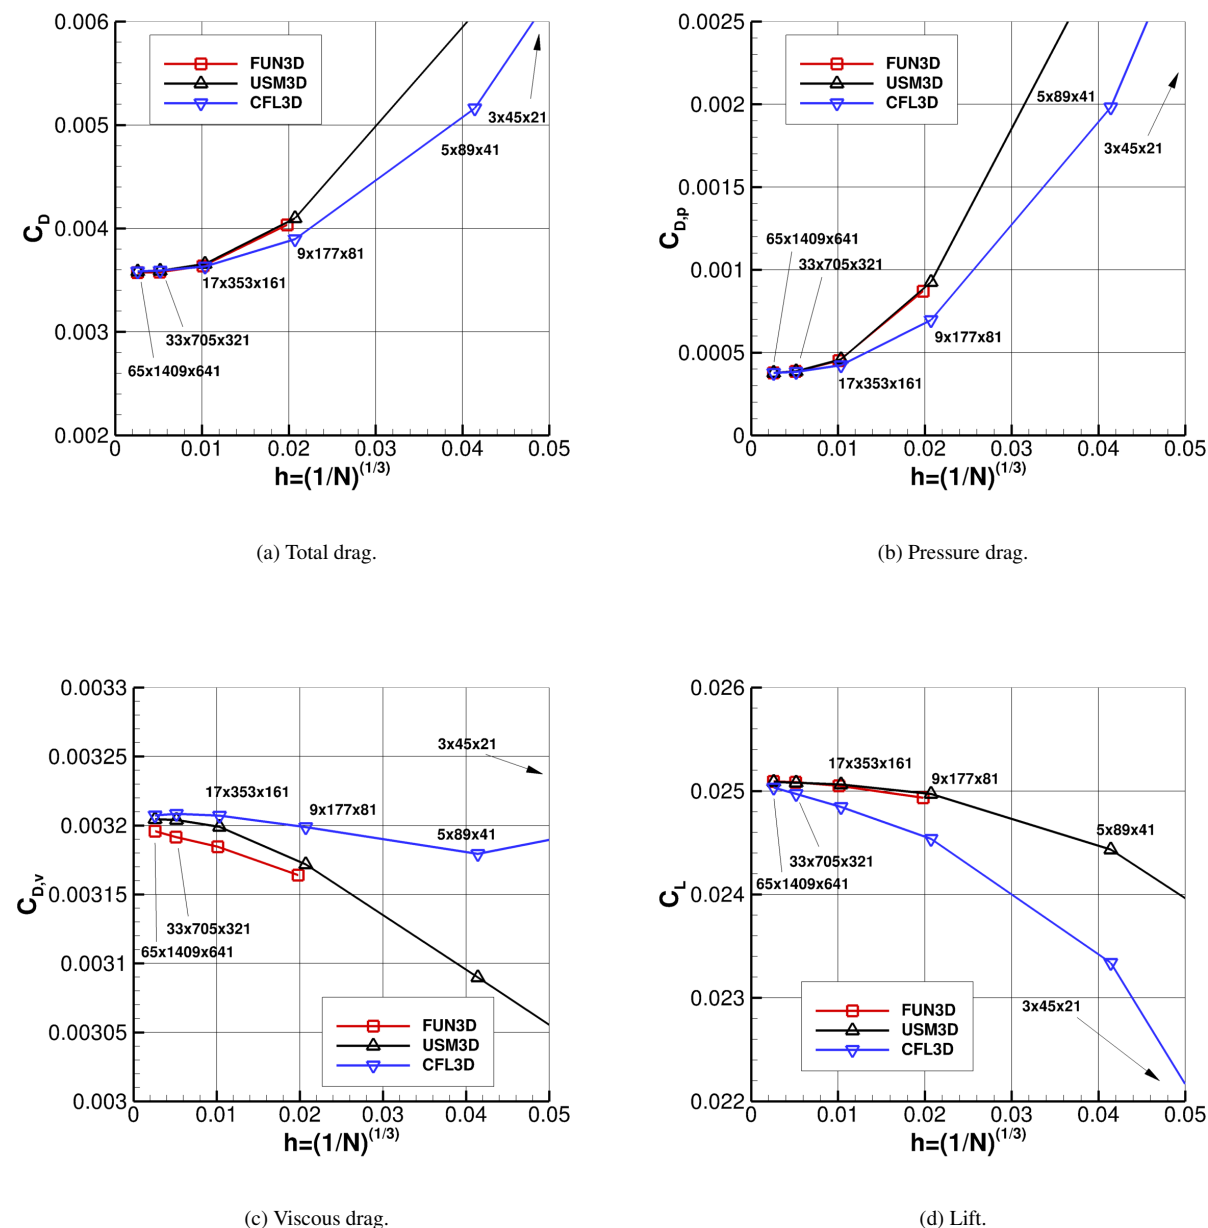 0.006
0.005
0.004
0.003
0.002
C_D
FUN3D
USM3D
CFL3D
3x45x21
5x89x41
9x177x81
17x353x161
33x705x321
65x1409x641
0 0.01 0.02 0.03 0.04 0.05
h=(1/N)^(1/3)
(a) Total drag.
0.0025
0.002
0.0015
0.001
0.0005
0
C_D,p
FUN3D
USM3D
CFL3D
5x89x41
3x45x21
65x1409x641
33x705x321
9x177x81
17x353x161
0 0.01 0.02 0.03 0.04 0.05
h=(1/N)^(1/3)
(b) Pressure drag.
0.0033
0.00325
0.0032
0.00315
0.0031
0.00305
0.003
C_D,v
3x45x21
17x353x161
9x177x81
5x89x41
33x705x321
65x1409x641
FUN3D
USM3D
CFL3D
0 0.01 0.02 0.03 0.04 0.05
h=(1/N)^(1/3)
(c) Viscous drag.
0.026
0.025
0.024
0.023
0.022
C_L
17x353x161
9x177x81
5x89x41
33x705x321
65x1409x641
3x45x21
FUN3D
USM3D
CFL3D
0 0.01 0.02 0.03 0.04 0.05
h=(1/N)^(1/3)
(d) Lift.